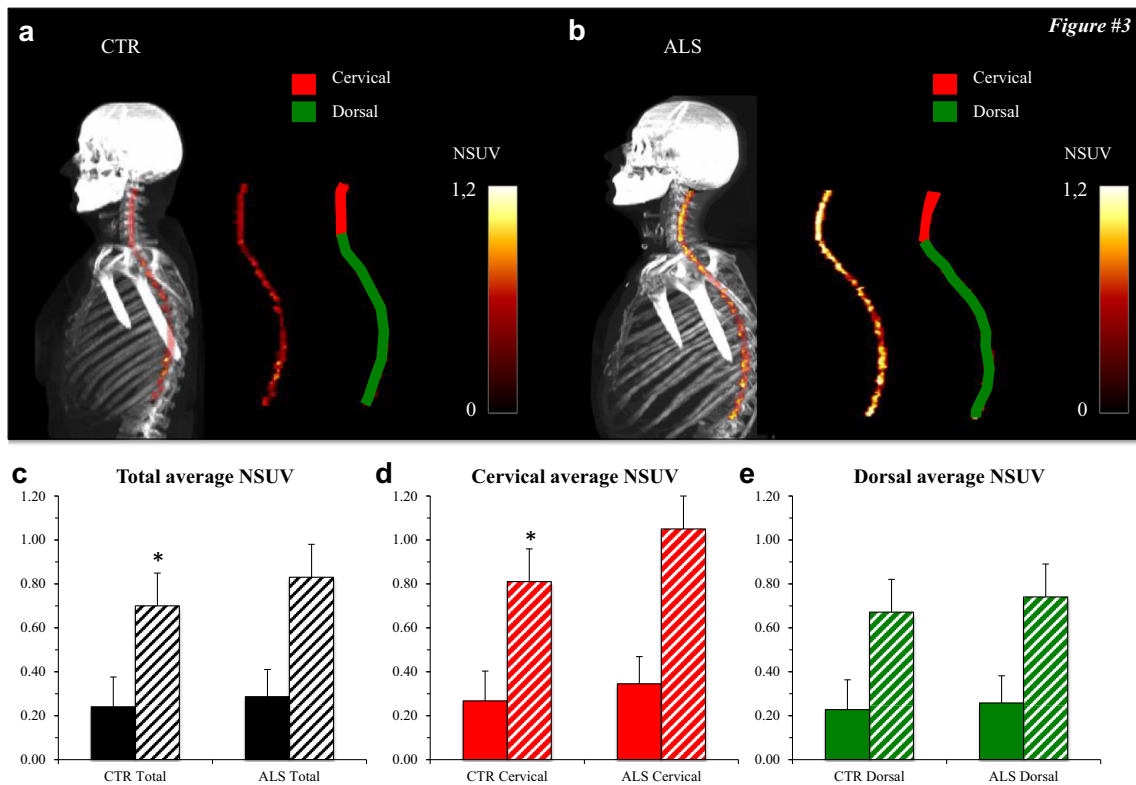 a
CTR
Cervical
Dorsal
NSUV
1,2
0
b
ALS
Figure #3
Cervical
Dorsal
NSUV
1,2
0
c
Total average NSUV
1.20
1.00
*
0.80
0.60
0.40
0.20
0.00
CTR Total
ALS Total
d
Cervical average NSUV
1.20
1.00
*
0.80
0.60
0.40
0.20
0.00
CTR Cervical
ALS Cervical
e
Dorsal average NSUV
1.20
1.00
0.80
0.60
0.40
0.20
0.00
CTR Dorsal
ALS Dorsal